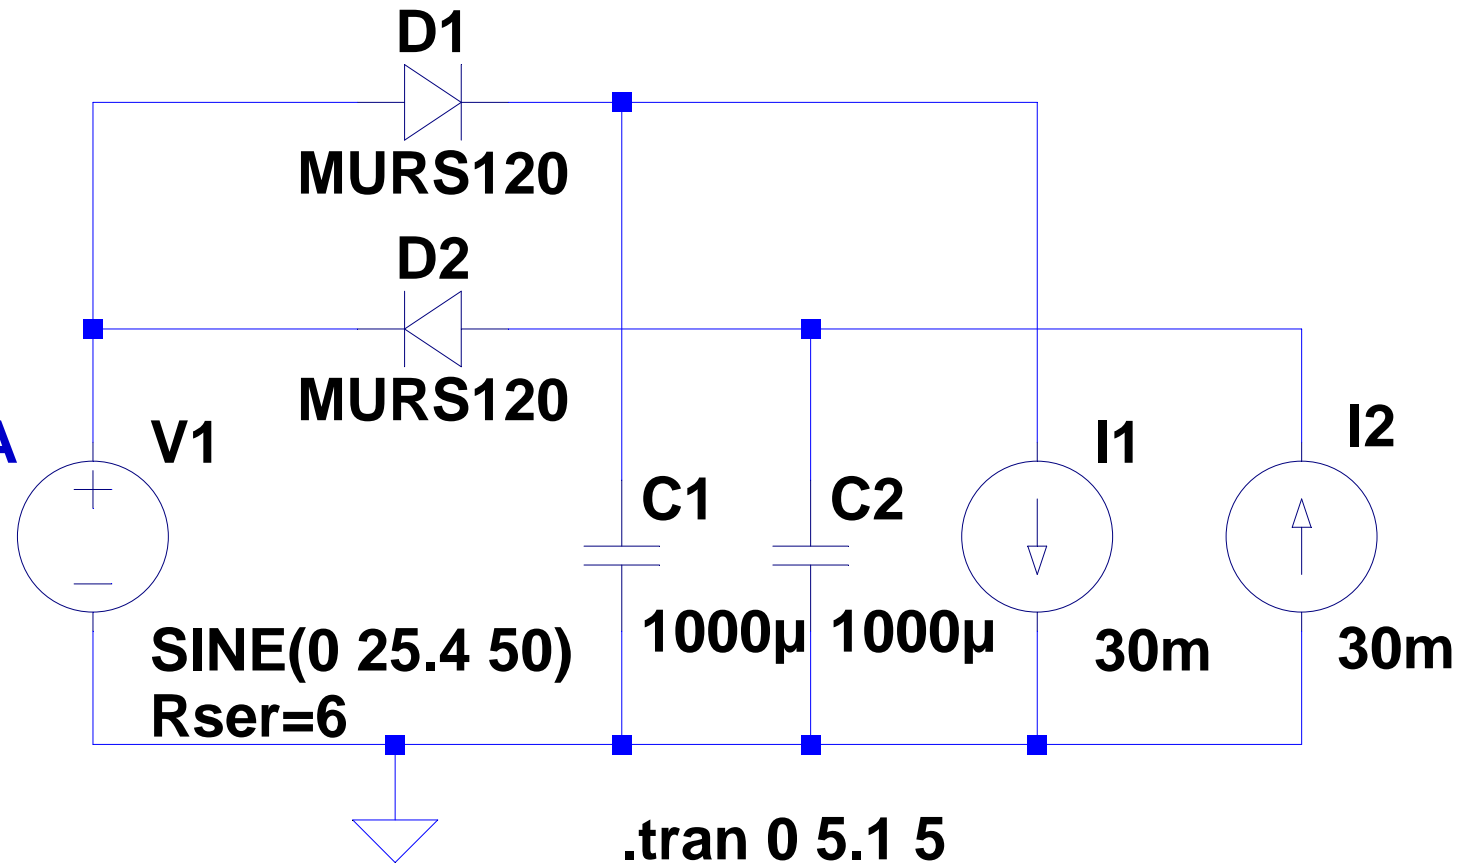 D1
MURS120
D2
MURS120
A
V1
I1
I2
C1
C2
1000µ
1000µ
30m
30m
SINE(0 25.4 50)
Rser=6
.tran 0 5.1 5